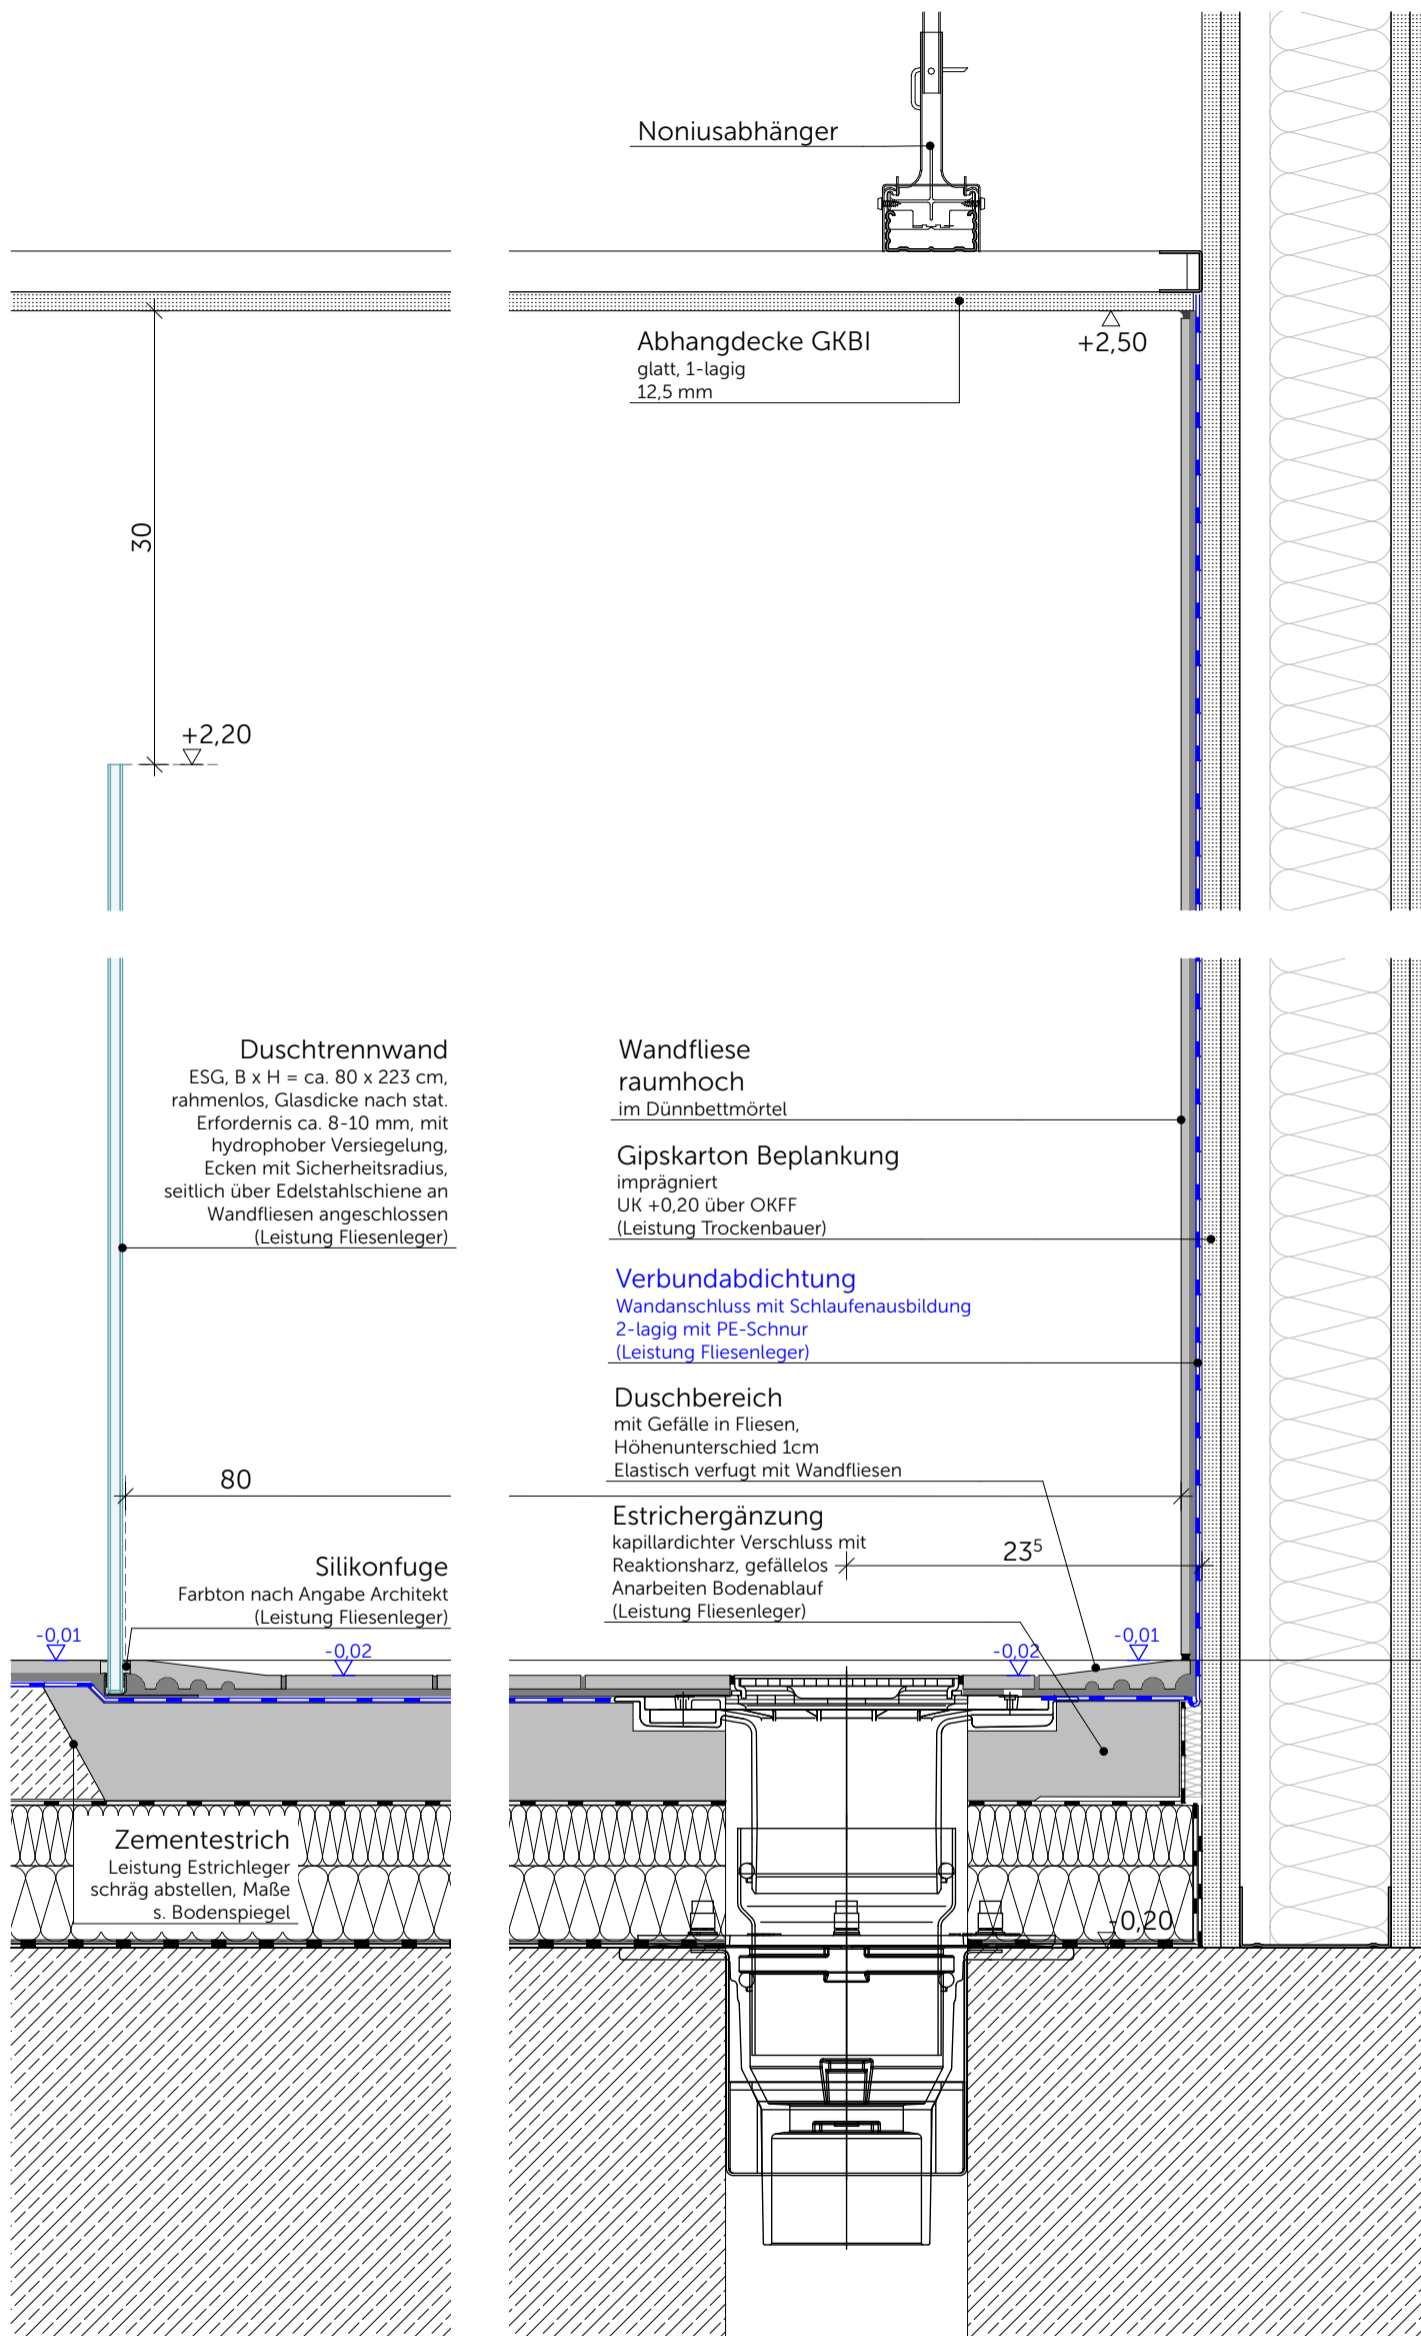 Noniusabhänger
Abhangdecke GKBI
glatt, 1-lagig
12,5 mm
+2,50
30
+2,20
Duschtrennwand
ESG, B x H = ca. 80 x 223 cm,
rahmenlos, Glasdicke nach stat.
Erfordernis ca. 8-10 mm, mit
hydrophober Versiegelung,
Ecken mit Sicherheitsradius,
seitlich über Edelstahlschiene an
Wandfliesen angeschlossen
(Leistung Fliesenleger)
Wandfliese
raumhoch
im Dünnbettmörtel
Gipskarton Beplankung
imprägniert
UK +0,20 über OKFF
(Leistung Trockenbauer)
Verbundabdichtung
Wandanschluss mit Schlaufenausbildung
2-lagig mit PE-Schnur
(Leistung Fliesenleger)
Duschbereich
mit Gefälle in Fliesen,
Höhenunterschied 1cm
Elastisch verfugt mit Wandfliesen
80
Estrichergänzung
kapillardichter Verschluss mit
Reaktionsharz, gefällelos
Anarbeiten Bodenablauf
(Leistung Fliesenleger)
23⁵
Silikonfuge
Farbton nach Angabe Architekt
(Leistung Fliesenleger)
-0,01
-0,02
-0,02
-0,01
Zementestrich
Leistung Estrichleger
schräg abstellen, Maße
s. Bodenspiegel
-0,20